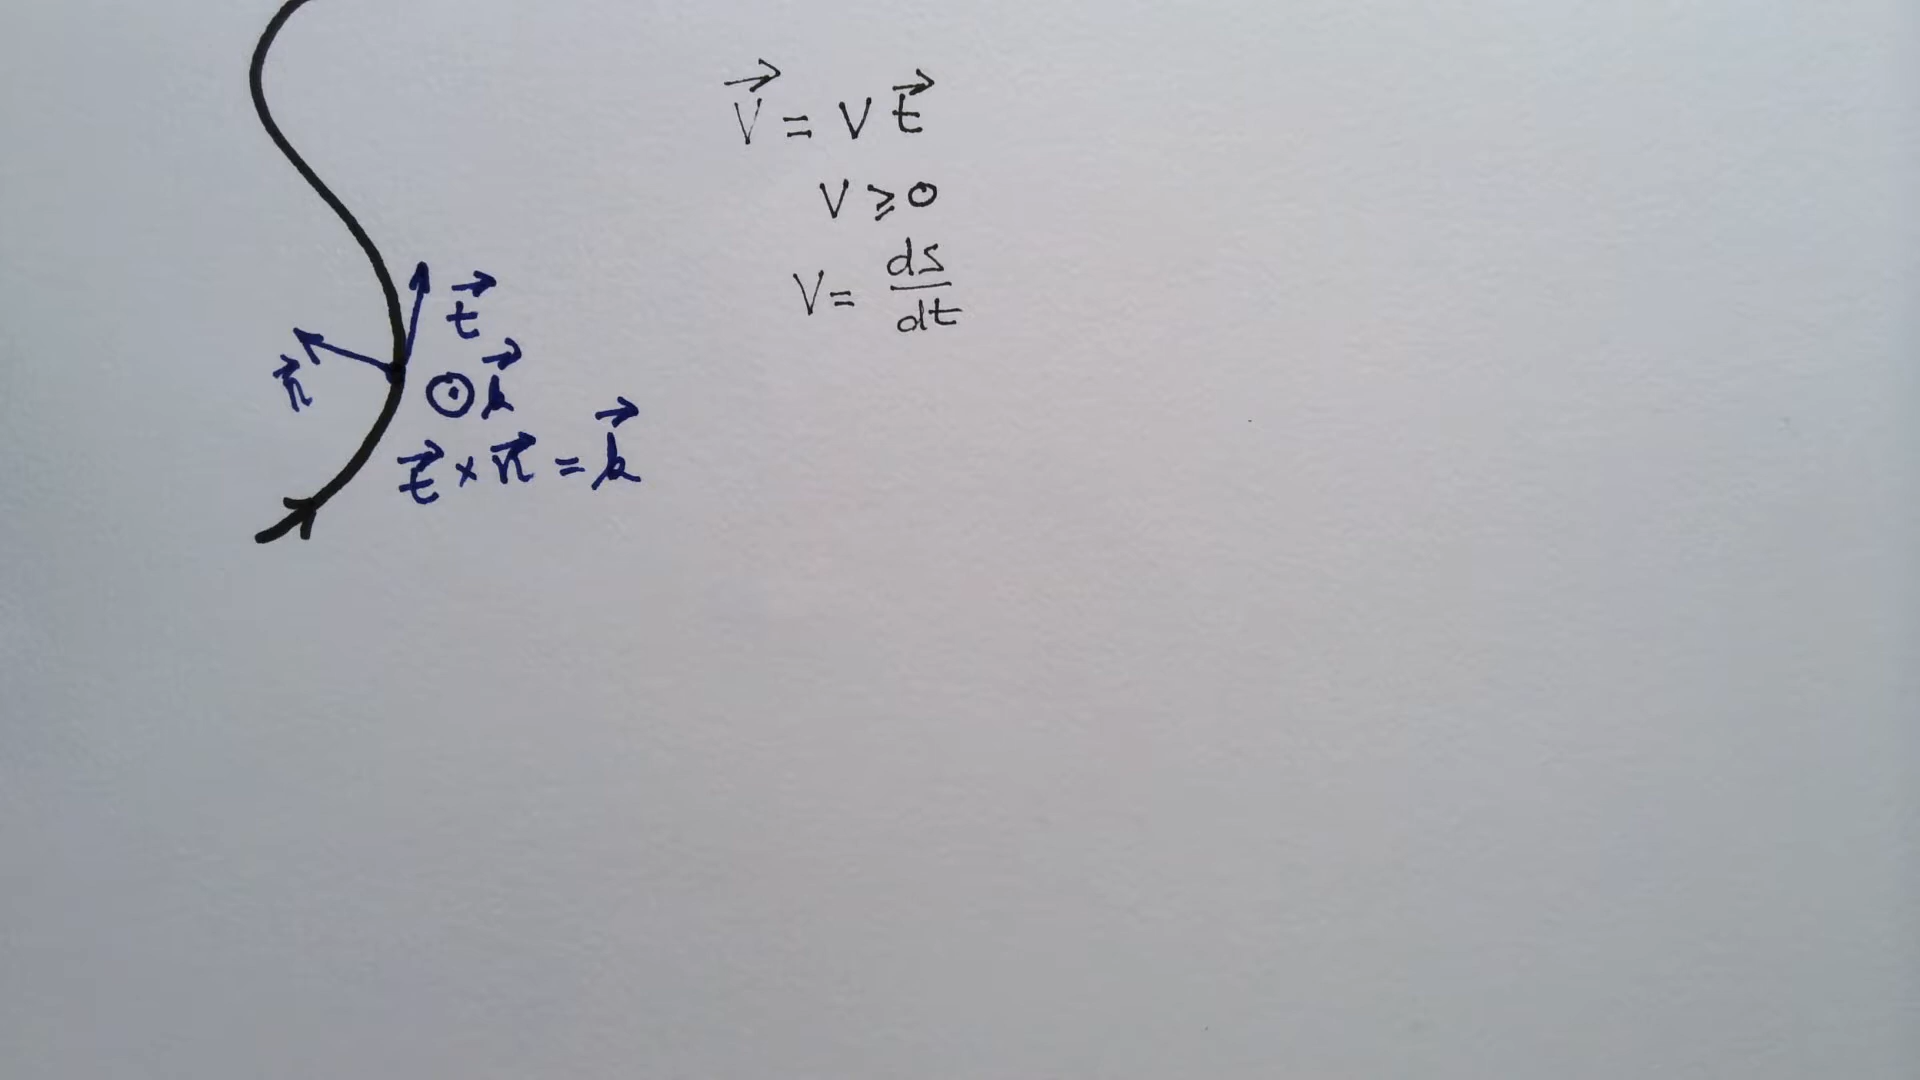 V⃗ = V t⃗
V ⩾ 0
V = ds/dt
t⃗
n⃗
k⃗
t⃗ × n⃗ = k⃗